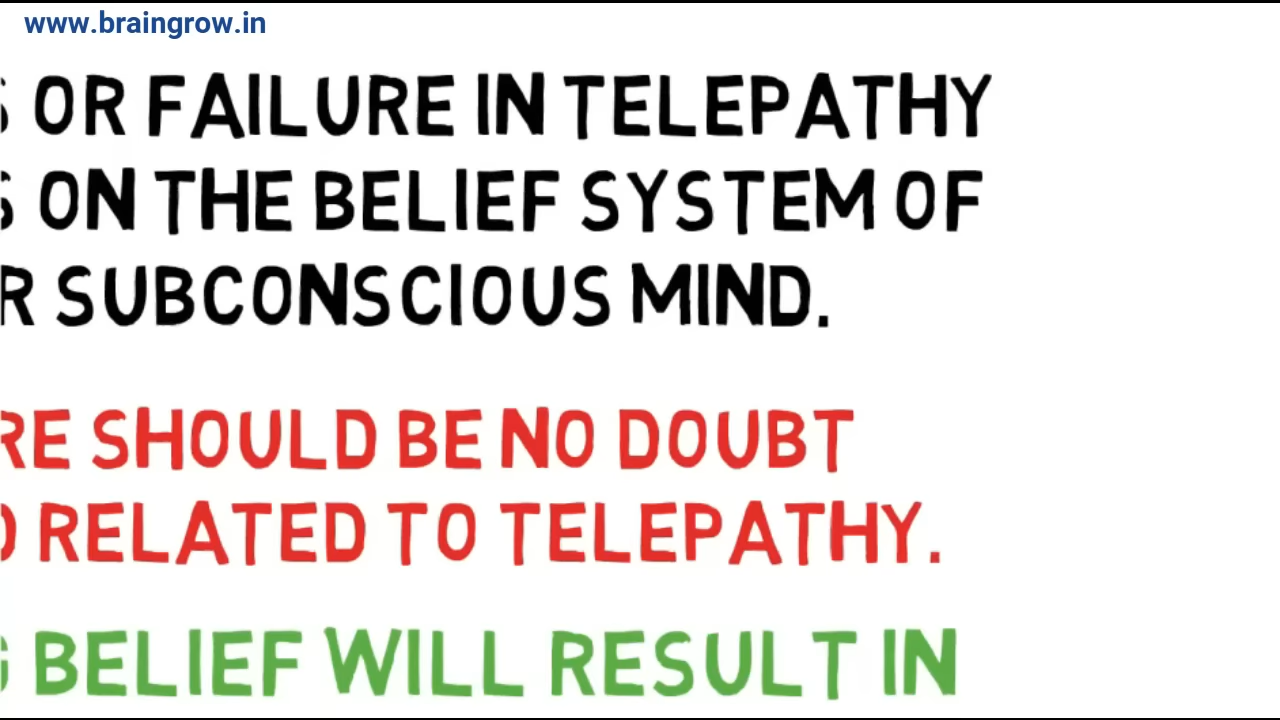 www.braingrow.in
OR FAILURE IN TELEPATHY
ON THE BELIEF SYSTEM OF
SUBCONSCIOUS MIND.
SHOULD BE NO DOUBT
RELATED TO TELEPATHY.
BELIEF WILL RESULT IN